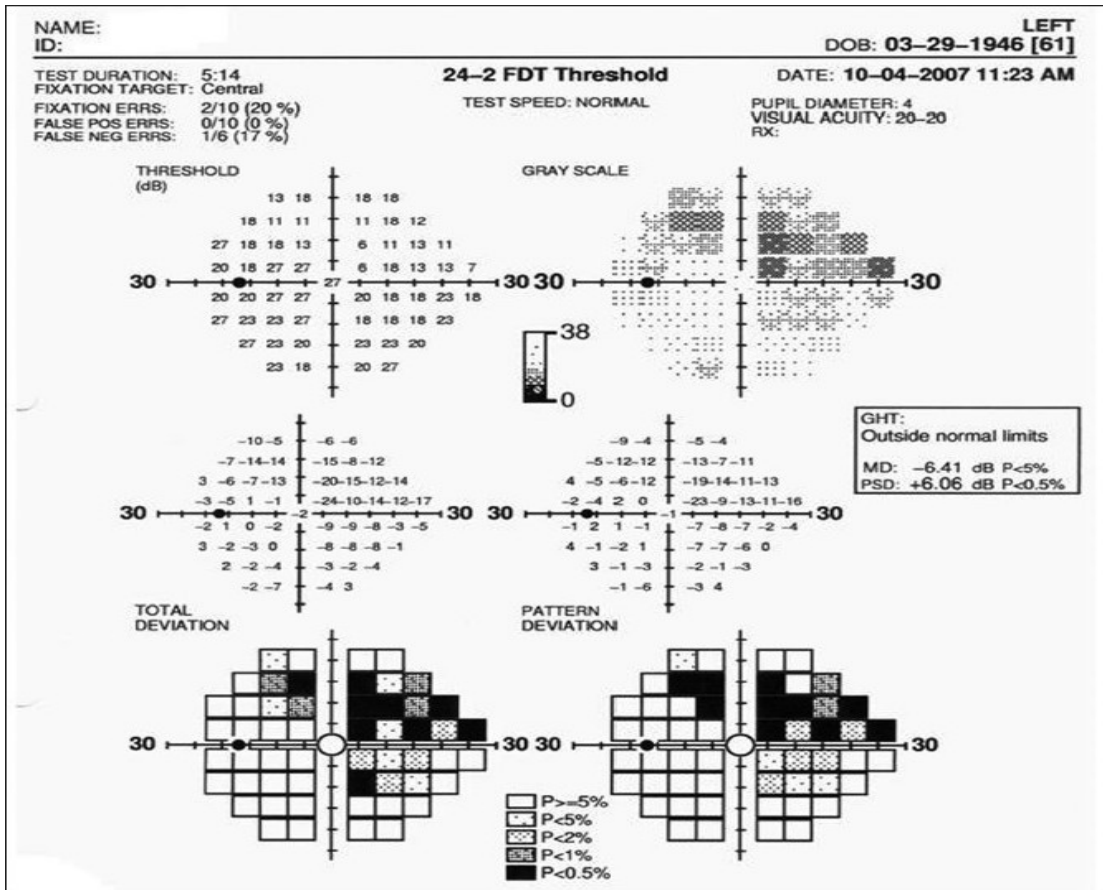 NAME:
LEFT
ID:
DOB: 03-29-1946 [61]
TEST DURATION: 5:14
24-2 FDT Threshold
DATE: 10-04-2007 11:23 AM
FIXATION TARGET: Central
FIXATION ERRS: 2/10 (20 %)
TEST SPEED: NORMAL
PUPIL DIAMETER: 4
FALSE POS ERRS: 0/10 (0 %)
VISUAL ACUITY: 20-20
FALSE NEG ERRS: 1/6 (17 %)
RX:
THRESHOLD
(dB)
13 18 18 18
18 11 11 11 18 12
27 18 18 13 6 11 13 11
20 18 27 27 6 18 13 13 7
30 27 30
20 20 27 27 20 18 18 23 18
27 23 23 27 18 18 18 23
27 23 20 23 23 20
23 18 20 27
GRAY SCALE
30 30
38
0
GHT:
Outside normal limits
MD: -6.41 dB P<5%
PSD: +6.06 dB P<0.5%
-10 -5 -6 -6
-7 -14 -14 -15 -8 -12
3 -6 -7 -13 -20 -15 -12 -14
-3 -5 1 -1 -24 -10 -14 -12 -17
30 -2 30
-2 1 0 -2 -9 -9 -8 -3 -5
3 -2 -3 0 -8 -8 -8 -1
2 -2 -4 -3 -2 -4
-2 -7 -4 3
TOTAL
DEVIATION
-9 -4 -5 -4
-5 -12 -12 -13 -7 -11
4 -5 -6 -12 -19 -14 -11 -13
-2 -4 2 0 -23 -9 -13 -11 -16
30 -1 30
-1 2 1 -1 -7 -8 -7 -2 -4
4 -1 -2 1 -7 -7 -6 0
3 -1 -3 -2 -1 -3
-1 -6 -3 4
PATTERN
DEVIATION
30 30 30 30
P>=5%
P<5%
P<2%
P<1%
P<0.5%